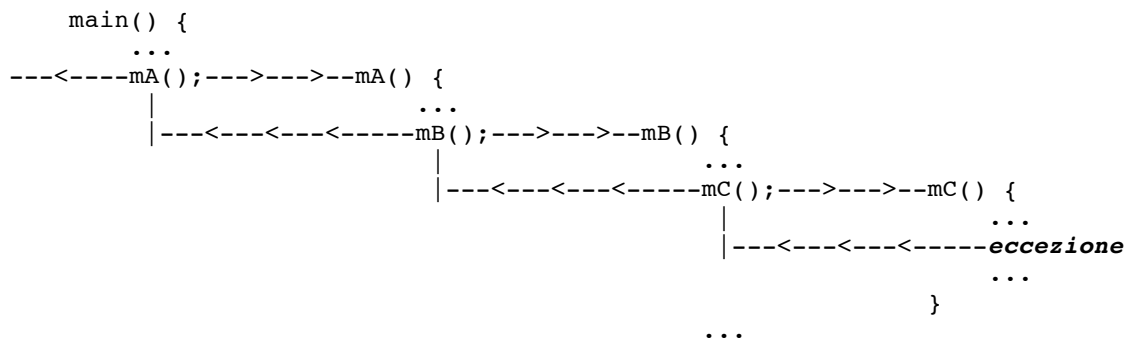 main() {
...
---<----mA();--->--->--mA() {
| ...
|---<---<---<-----mB();--->--->--mB() {
| ...
|---<---<---<-----mC();--->--->--mC() {
| ...
|---<---<---<-----eccezione
...
}
...